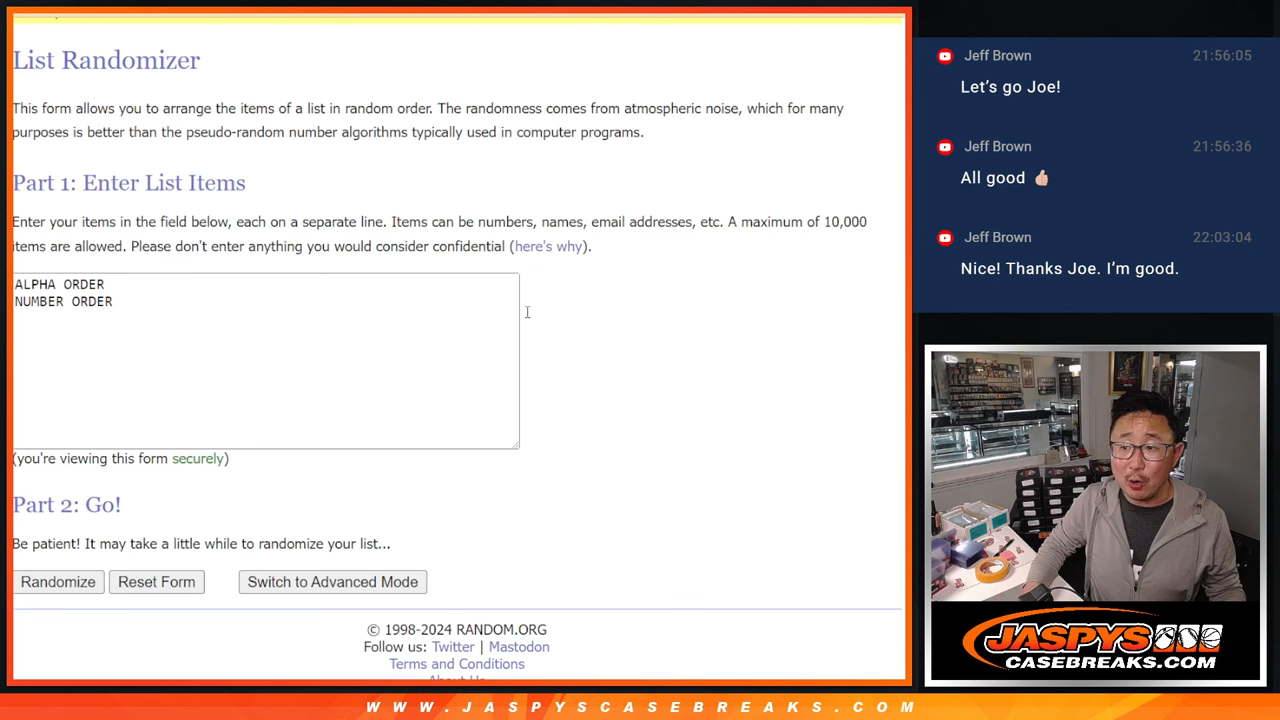 List Randomizer
This form allows you to arrange the items of a list in random order. The randomness comes from atmospheric noise, which for many
purposes is better than the pseudo-random number algorithms typically used in computer programs.
Part 1: Enter List Items
Enter your items in the field below, each on a separate line. Items can be numbers, names, email addresses, etc. A maximum of 10,000
items are allowed. Please don't enter anything you would consider confidential (here's why).
ALPHA ORDER
NUMBER ORDER
(you're viewing this form securely)
Part 2: Go!
Be patient! It may take a little while to randomize your list...
Randomize Reset Form Switch to Advanced Mode
© 1998-2024 RANDOM.ORG
Follow us: Twitter | Mastodon
Terms and Conditions
About Us
Jeff Brown 21:56:05
Let's go Joe!
Jeff Brown 21:56:36
All good 👍🏼
Jeff Brown 22:03:04
Nice! Thanks Joe. I'm good.
JASPYS
CASEBREAKS.COM
WWW.JASPYSCASEBREAKS.COM